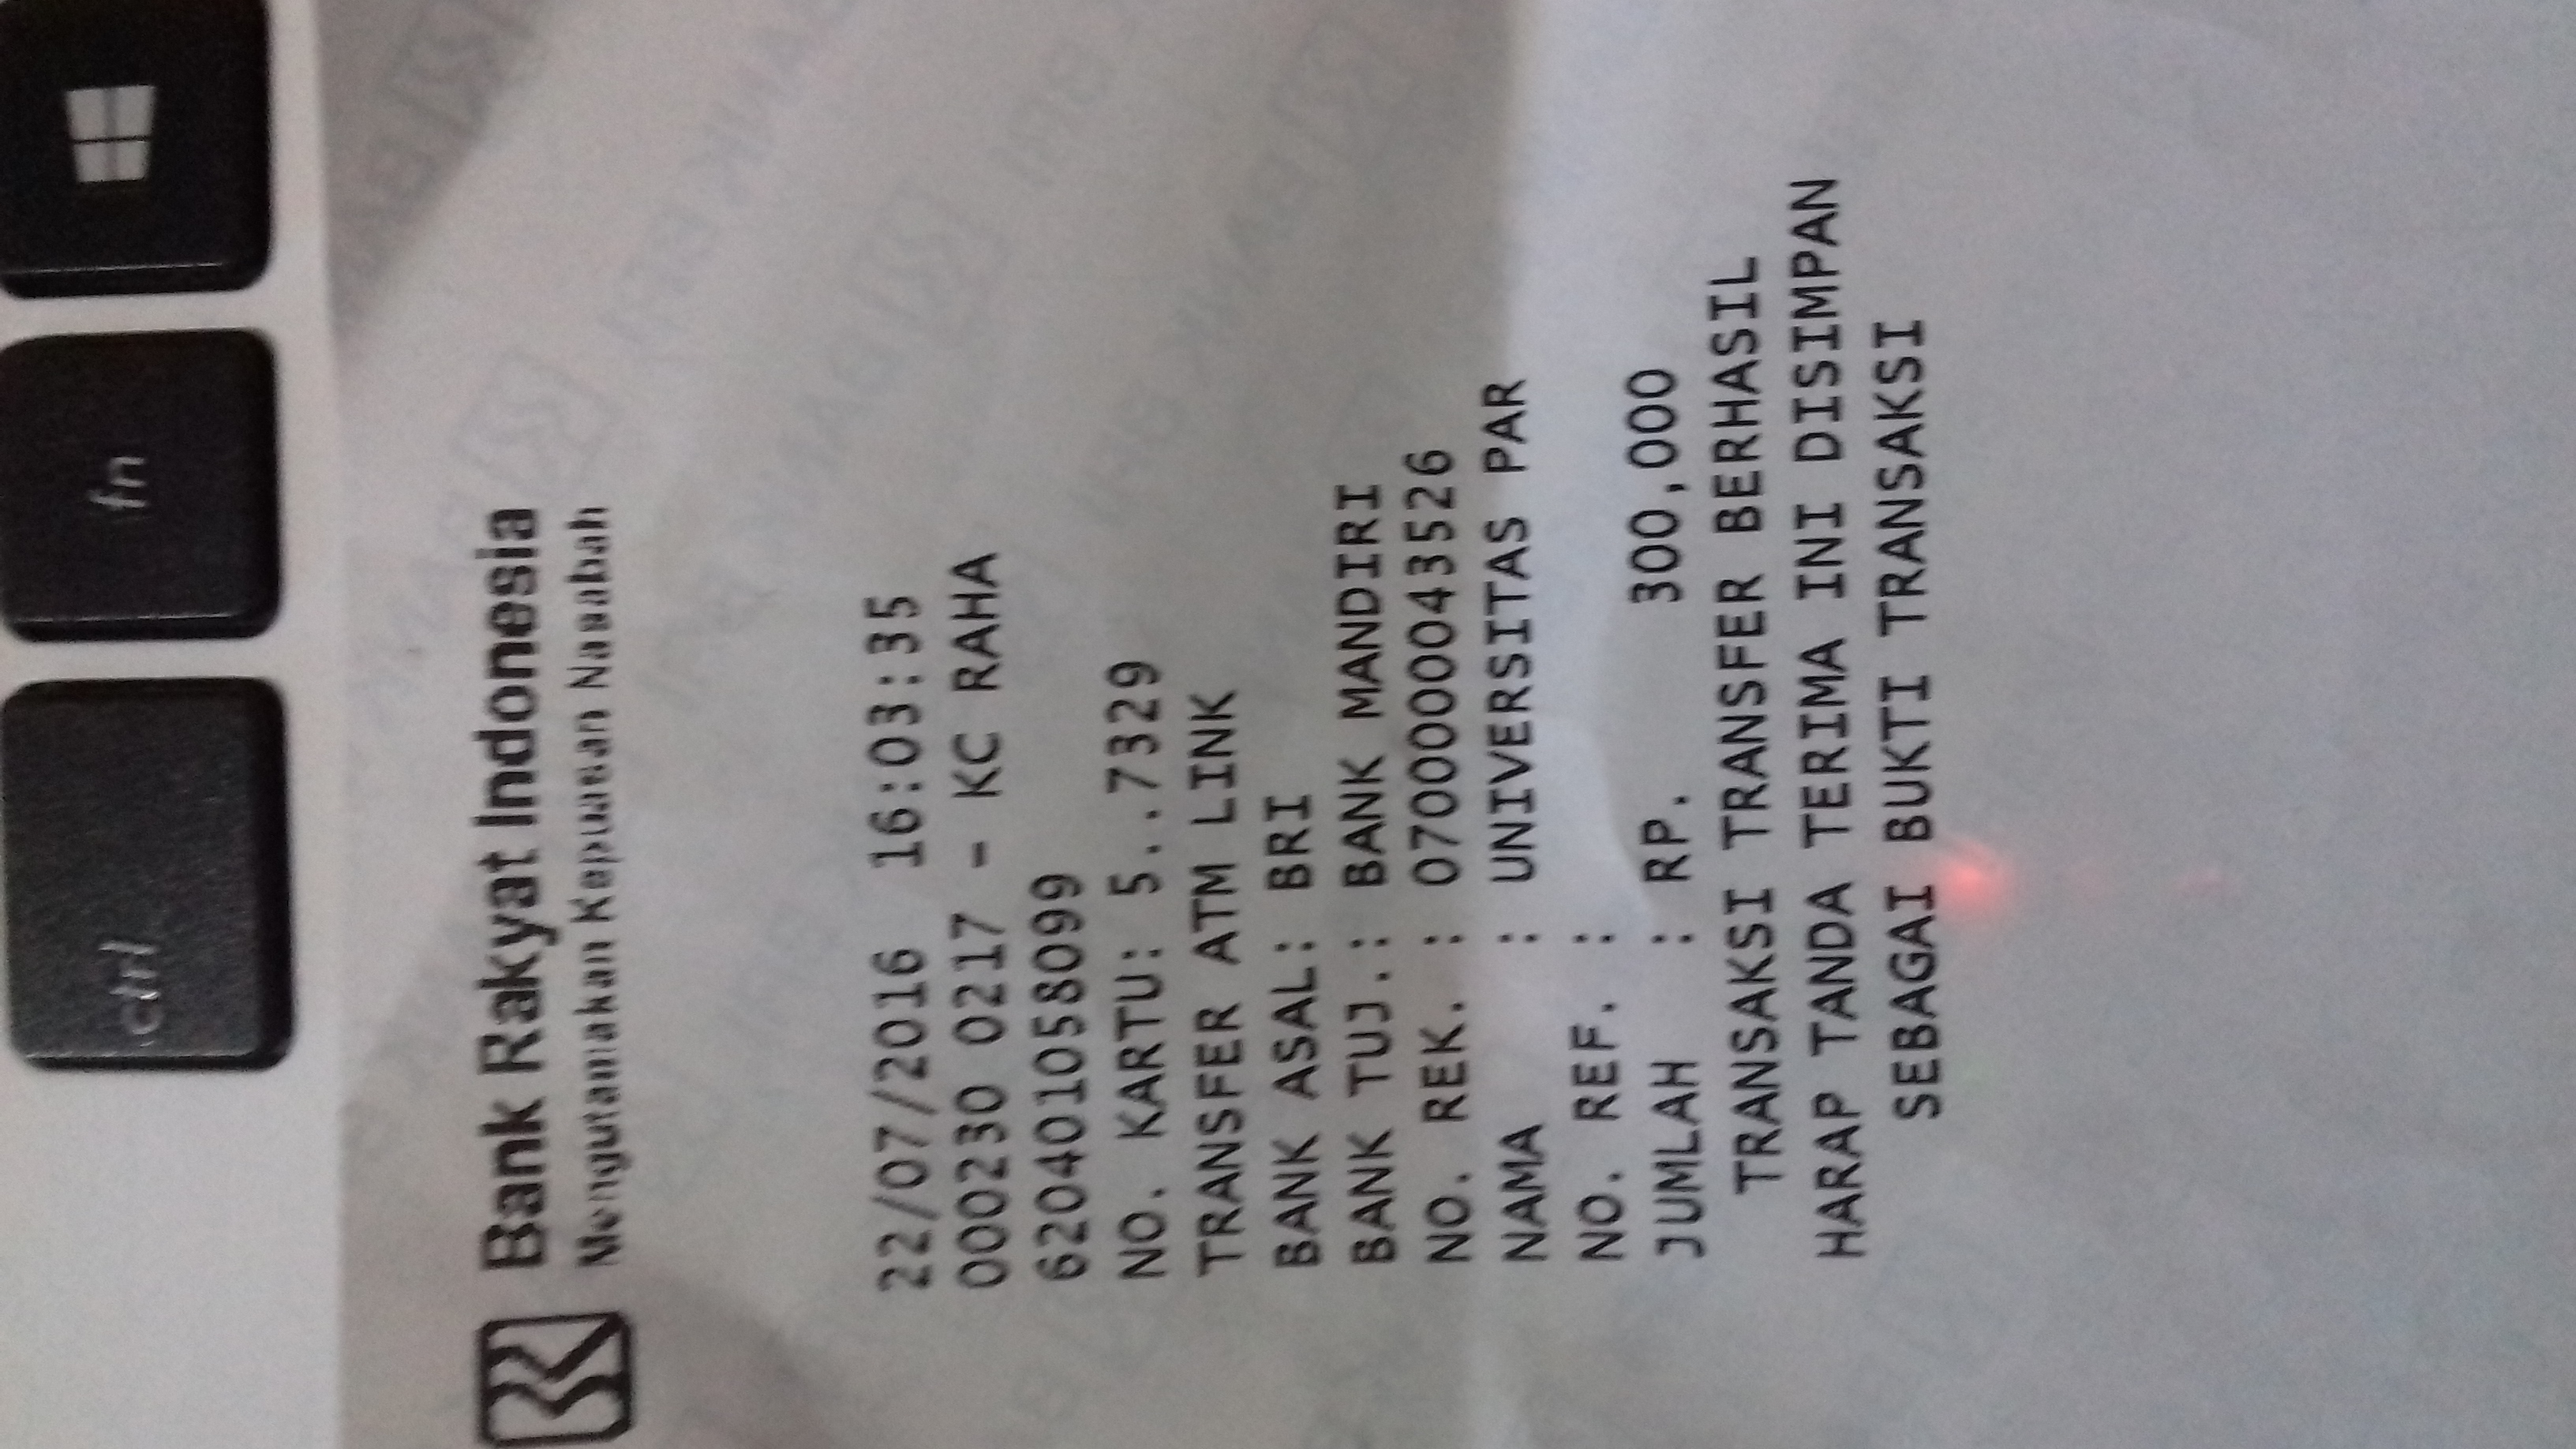 ctrl
fn
Bank Rakyat Indonesia
Mengutamakan Kepuasan Nasabah
22/07/2016 16:03:35
000230 0217 - KC RAHA
620401058099
NO. KARTU: 5..7329
TRANSFER ATM LINK
BANK ASAL: BRI
BANK TUJ.: BANK MANDIRI
NO. REK. : 0700000043526
NAMA : UNIVERSITAS PAR
NO. REF. :
JUMLAH : RP. 300,000
TRANSAKSI TRANSFER BERHASIL
HARAP TANDA TERIMA INI DISIMPAN
SEBAGAI BUKTI TRANSAKSI